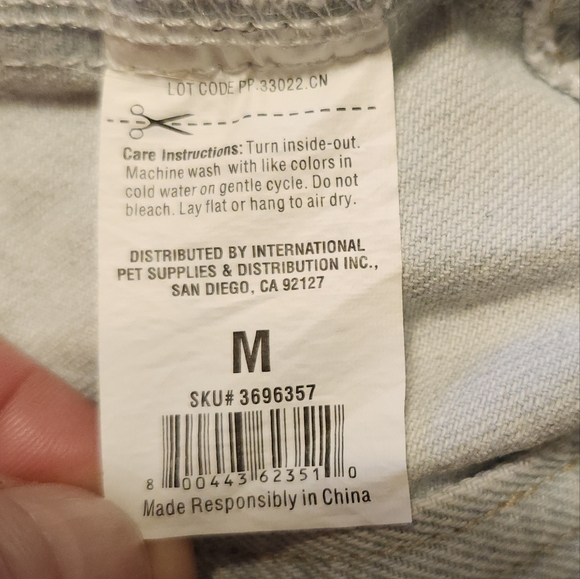 LOT CODE PP-33022.CN
Care Instructions: Turn inside-out.
Machine wash with like colors in
cold water on gentle cycle. Do not
bleach. Lay flat or hang to air dry.
DISTRIBUTED BY INTERNATIONAL
PET SUPPLIES & DISTRIBUTION INC.,
SAN DIEGO, CA 92127
M
SKU# 3696357
8 00443 62351 0
Made Responsibly in China